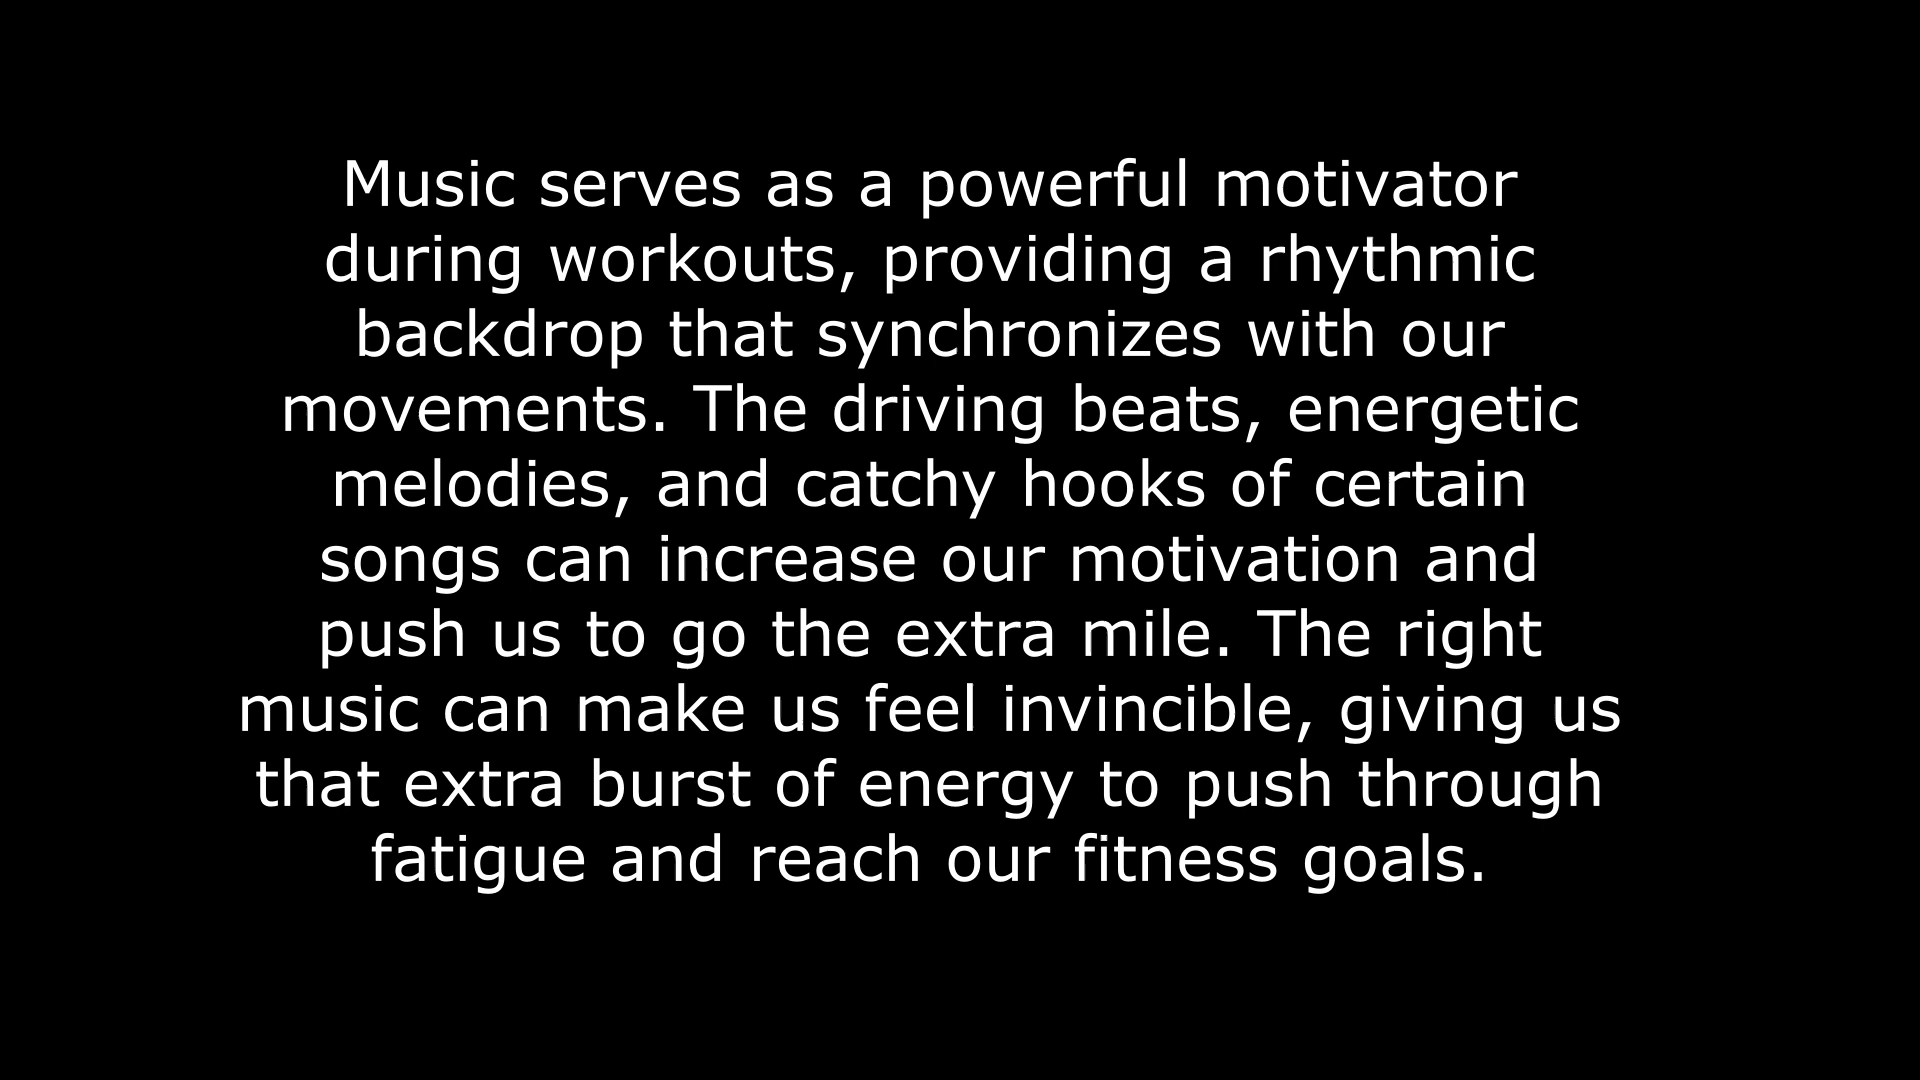 Music serves as a powerful motivator
during workouts, providing a rhythmic
backdrop that synchronizes with our
movements. The driving beats, energetic
melodies, and catchy hooks of certain
songs can increase our motivation and
push us to go the extra mile. The right
music can make us feel invincible, giving us
that extra burst of energy to push through
fatigue and reach our fitness goals.